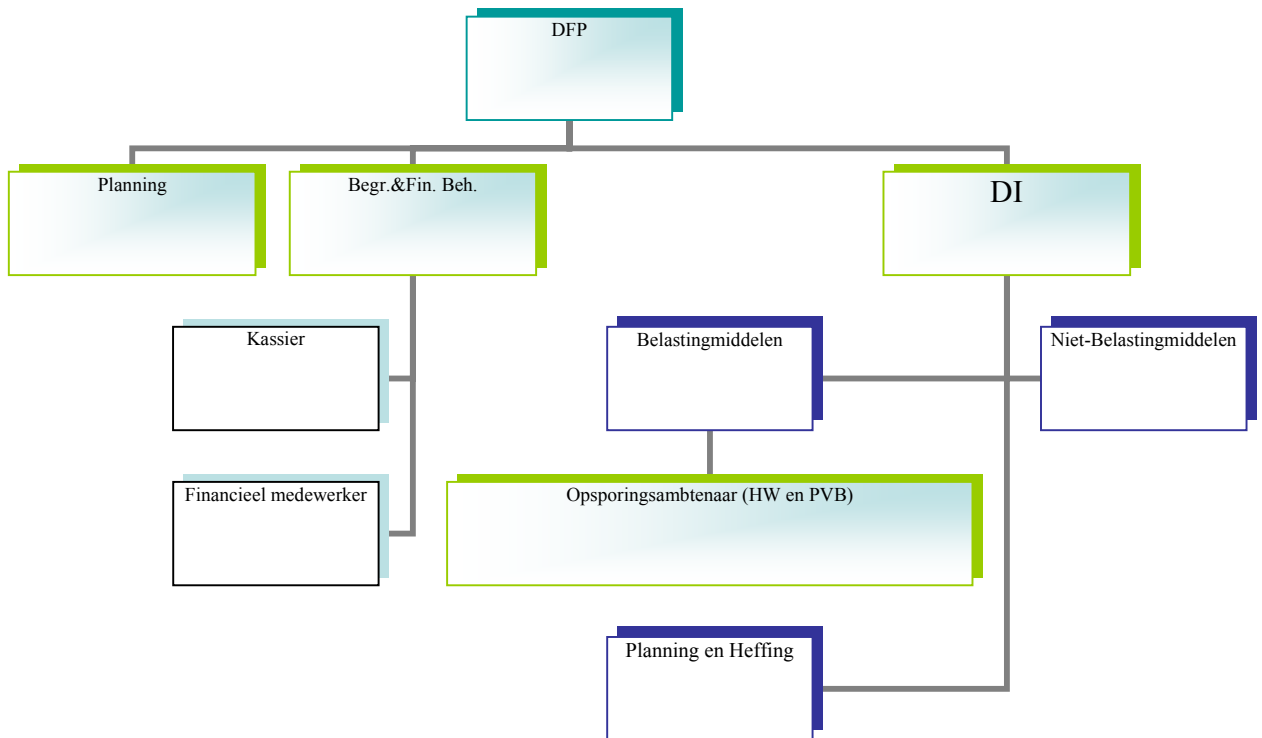 DFP
Planning
Begr.&Fin. Beh.
DI
Kassier
Belastingmiddelen
Niet-Belastingmiddelen
Financieel medewerker
Opsporingsambtenaar (HW en PVB)
Planning en Heffing